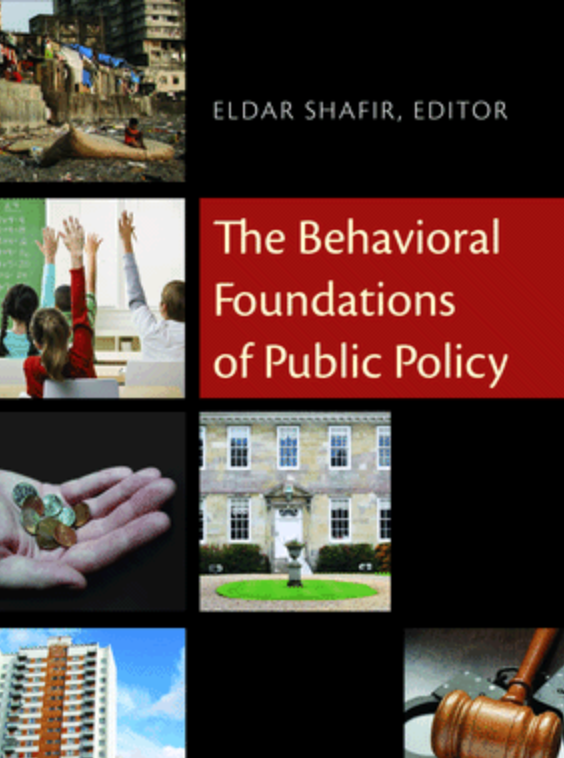 ELDAR SHAFIR, EDITOR
The Behavioral
Foundations
of Public Policy